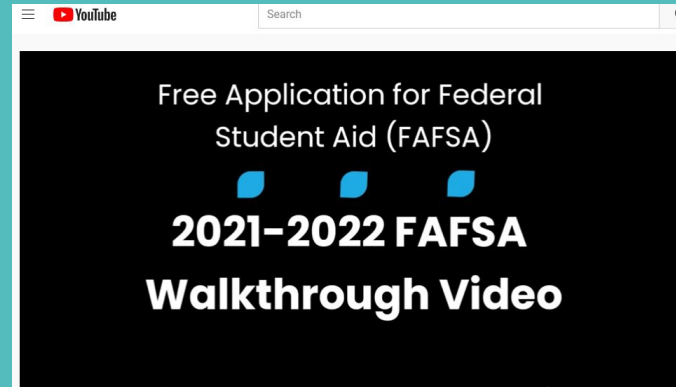 YouTube
Search
Free Application for Federal
Student Aid (FAFSA)
2021-2022 FAFSA
Walkthrough Video